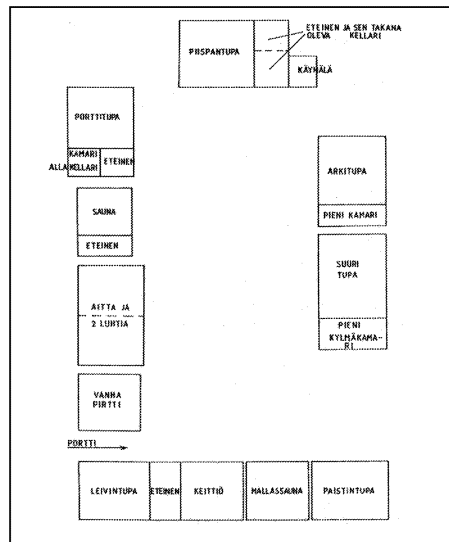 PIISPANTUPA
ETEINEN JA SEN TAKANA
OLEVA KELLARI
KÄYMÄLÄ
PORTTITUPA
KAMARI
ALLA KELLARI
ETEINEN
ARKITUPA
PIENI KAMARI
SAUNA
ETEINEN
SUURI
TUPA
PIENI
KYLMÄKAMA-
RI
AITTA JA
2 LUHTIA
VANHA
PIRTTI
PORTTI
LEIVINTUPA
ETEINEN
KEITTIÖ
MALLASSAUNA
PAISTINTUPA